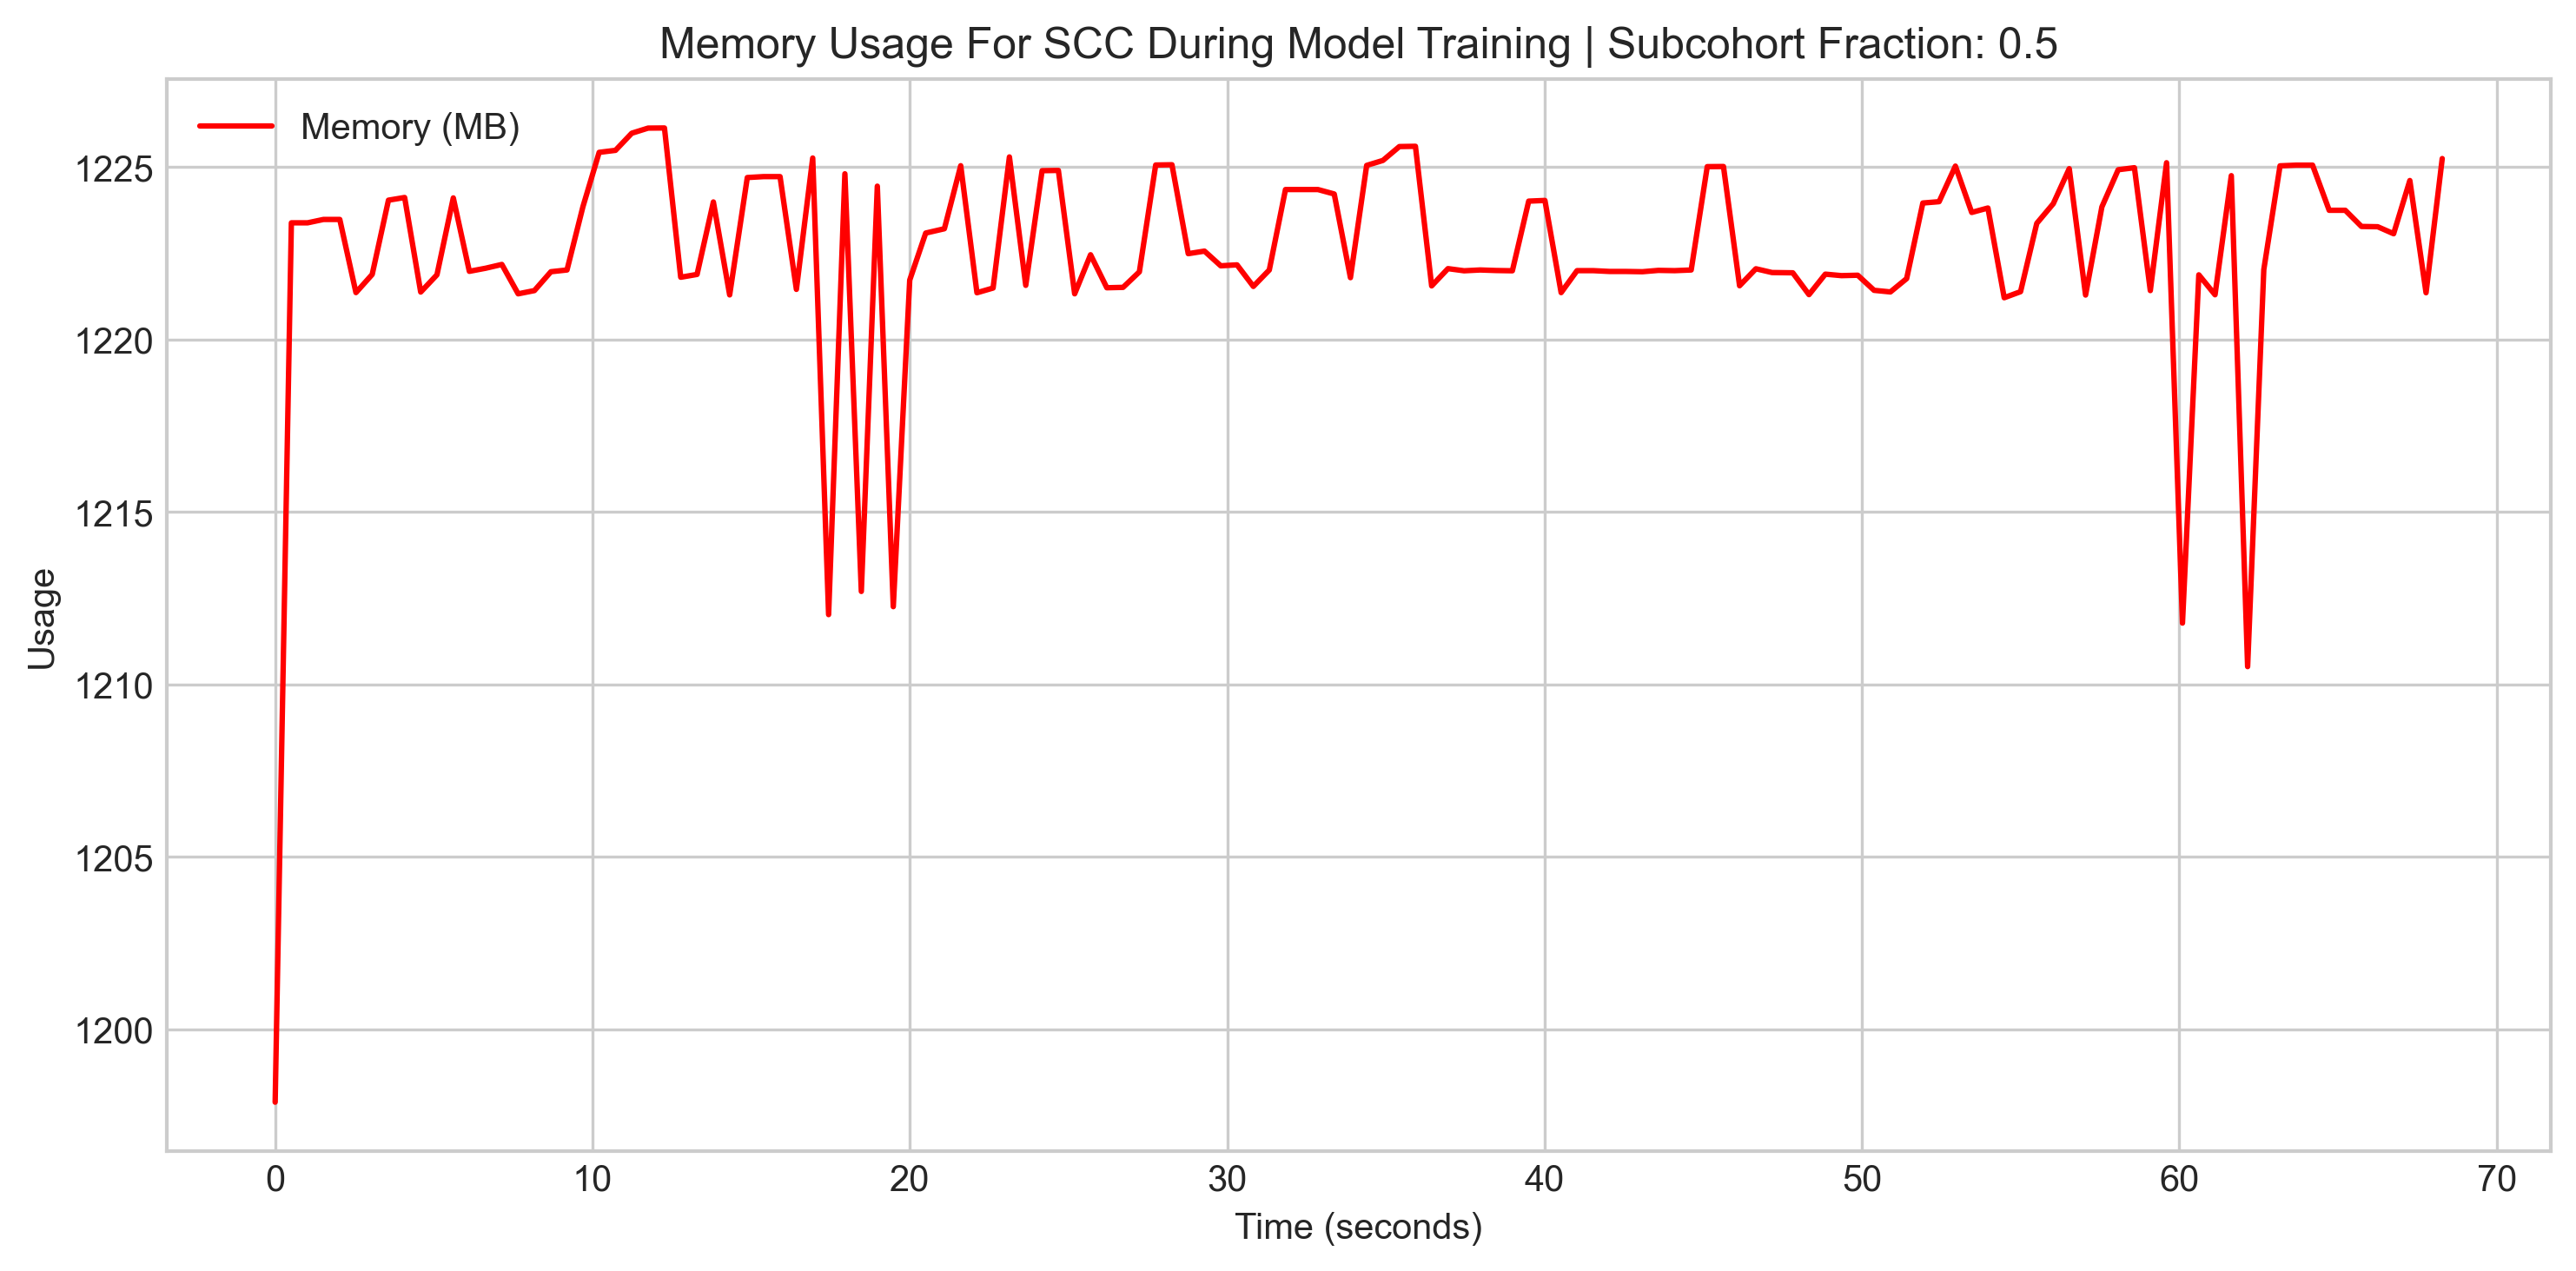 Memory Usage For SCC During Model Training | Subcohort Fraction: 0.5
Memory (MB)
1225
1220
1215
1210
1205
1200
Usage
0 10 20 30 40 50 60 70
Time (seconds)